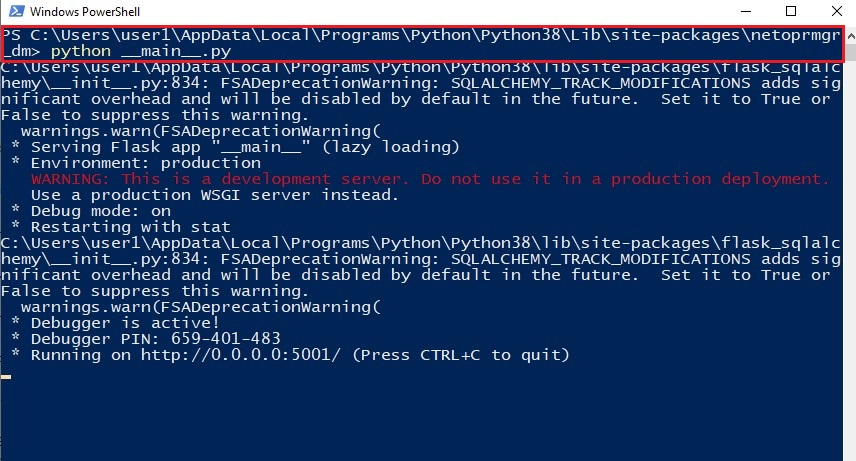 Windows PowerShell
PS C:\Users\user1\AppData\Local\Programs\Python\Python38\Lib\site-packages\netoprmgr
_dm> python __main__.py
C:\Users\user1\AppData\Local\Programs\Python\Python38\lib\site-packages\flask_sqlalc
hemy\__init__.py:834: FSADeprecationWarning: SQLALCHEMY_TRACK_MODIFICATIONS adds sig
nificant overhead and will be disabled by default in the future.  Set it to True or
False to suppress this warning.
  warnings.warn(FSADeprecationWarning(
 * Serving Flask app "__main__" (lazy loading)
 * Environment: production
   WARNING: This is a development server. Do not use it in a production deployment.
   Use a production WSGI server instead.
 * Debug mode: on
 * Restarting with stat
C:\Users\user1\AppData\Local\Programs\Python\Python38\lib\site-packages\flask_sqlalc
hemy\__init__.py:834: FSADeprecationWarning: SQLALCHEMY_TRACK_MODIFICATIONS adds sig
nificant overhead and will be disabled by default in the future.  Set it to True or
False to suppress this warning.
  warnings.warn(FSADeprecationWarning(
 * Debugger is active!
 * Debugger PIN: 659-401-483
 * Running on http://0.0.0.0:5001/ (Press CTRL+C to quit)